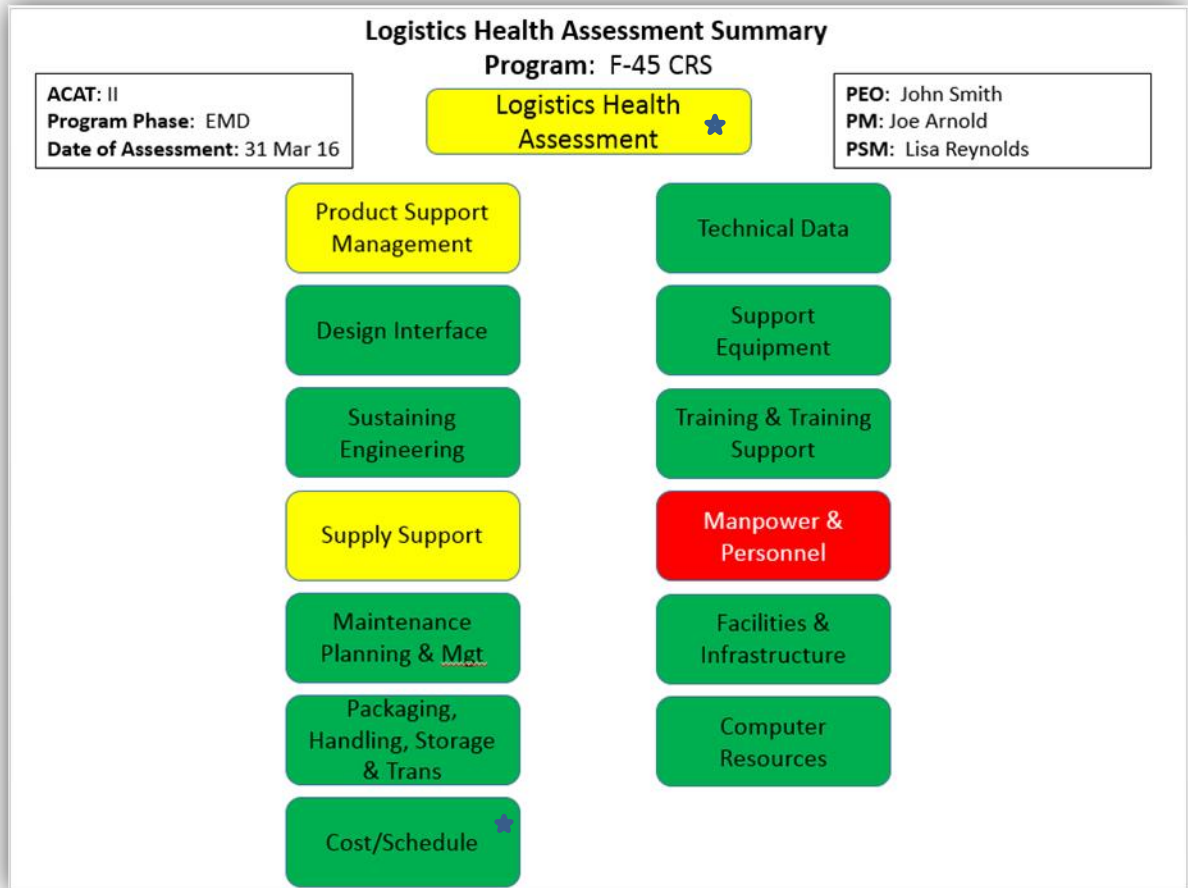 Logistics Health Assessment Summary
Program: F-45 CRS
ACAT: II
Program Phase: EMD
Date of Assessment: 31 Mar 16
Logistics Health
Assessment
PEO: John Smith
PM: Joe Arnold
PSM: Lisa Reynolds
Product Support
Management
Technical Data
Design Interface
Support
Equipment
Sustaining
Engineering
Training & Training
Support
Supply Support
Manpower &
Personnel
Maintenance
Planning & Mgt
Facilities &
Infrastructure
Packaging,
Handling, Storage
& Trans
Computer
Resources
Cost/Schedule